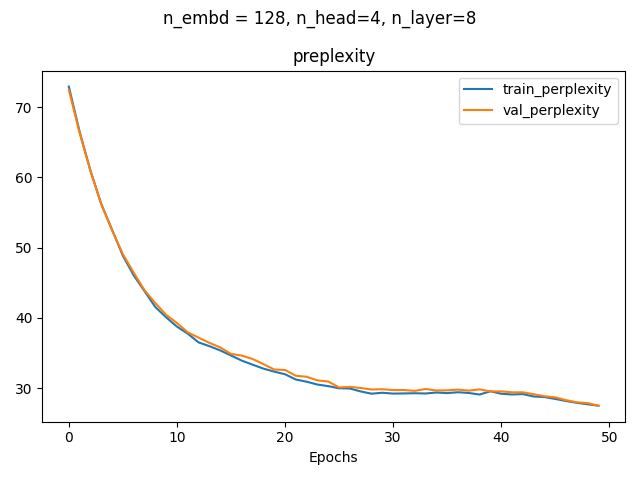 n_embd = 128, n_head=4, n_layer=8
preplexity
train_perplexity
val_perplexity
70
60
50
40
30
0 10 20 30 40 50
Epochs